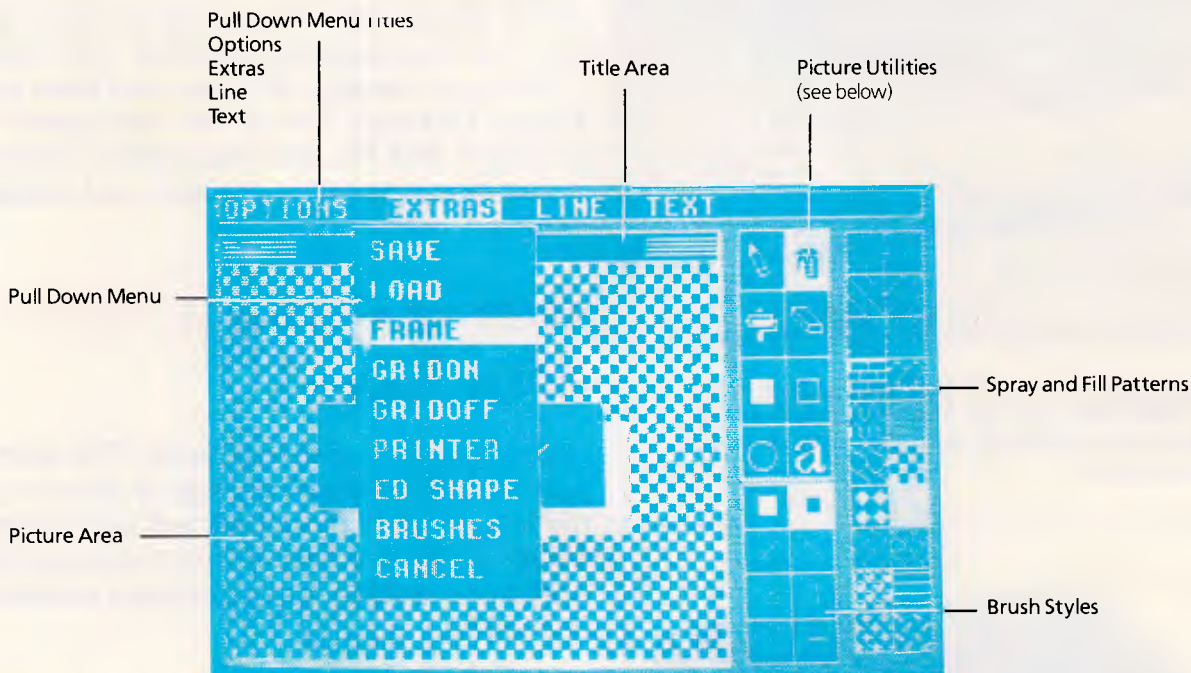 Pull Down Menu Titles
Options
Extras
Line
Text
Title Area
Picture Utilities
(see below)
OPTIONS EXTRAS LINE TEXT
SAVE
LOAD
FRAME
GRIDON
GRIDOFF
PRINTER
ED SHAPE
BRUSHES
CANCEL
a
Pull Down Menu
Spray and Fill Patterns
Picture Area
Brush Styles